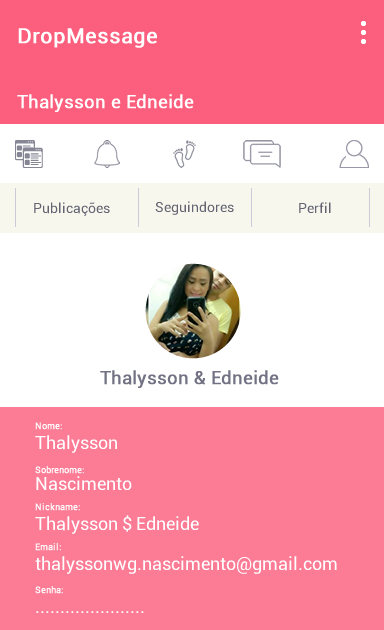 DropMessage
Thalysson e Edneide
Publicações
Seguindores
Perfil
Thalysson & Edneide
Nome:
Thalysson
Sobrenome:
Nascimento
Nickname:
Thalysson $ Edneide
Email:
thalyssonwg.nascimento@gmail.com
Senha:
......................